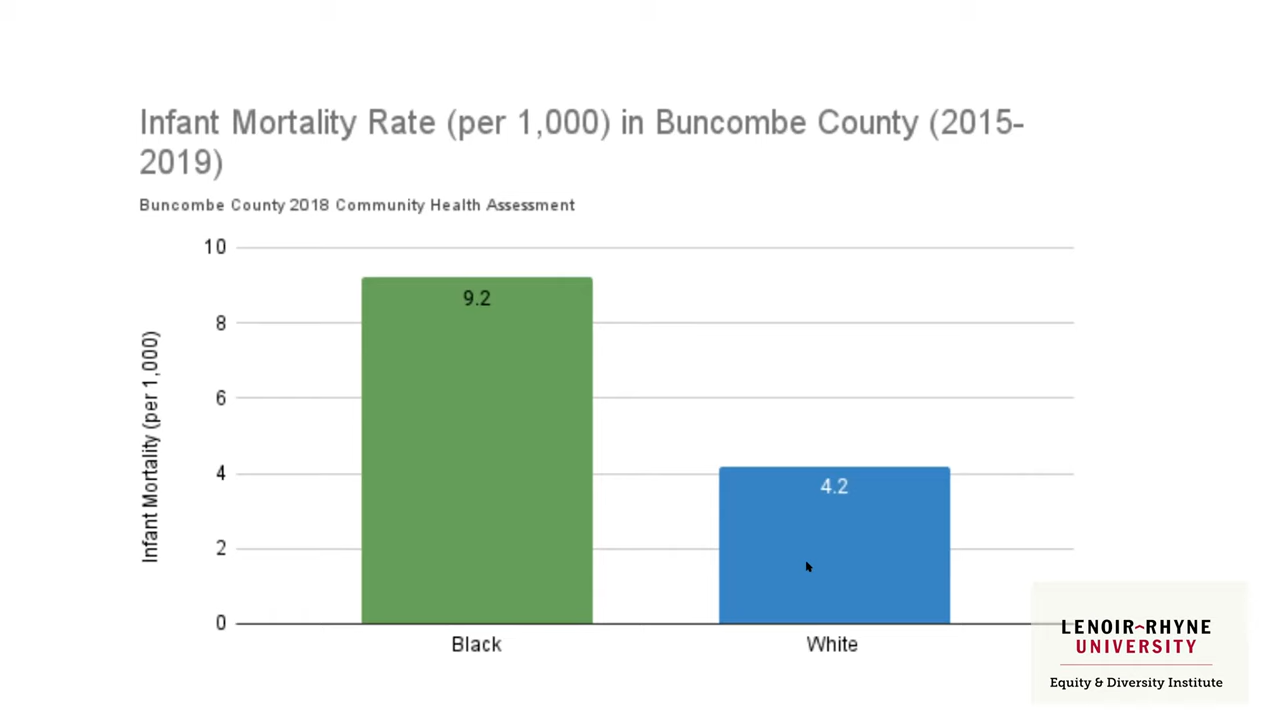 Infant Mortality Rate (per 1,000) in Buncombe County (2015-
2019)
Buncombe County 2018 Community Health Assessment
10
8
6
4
2
0
Infant Mortality (per 1,000)
9.2
4.2
Black
White
LENOIR-RHYNE
UNIVERSITY
Equity & Diversity Institute